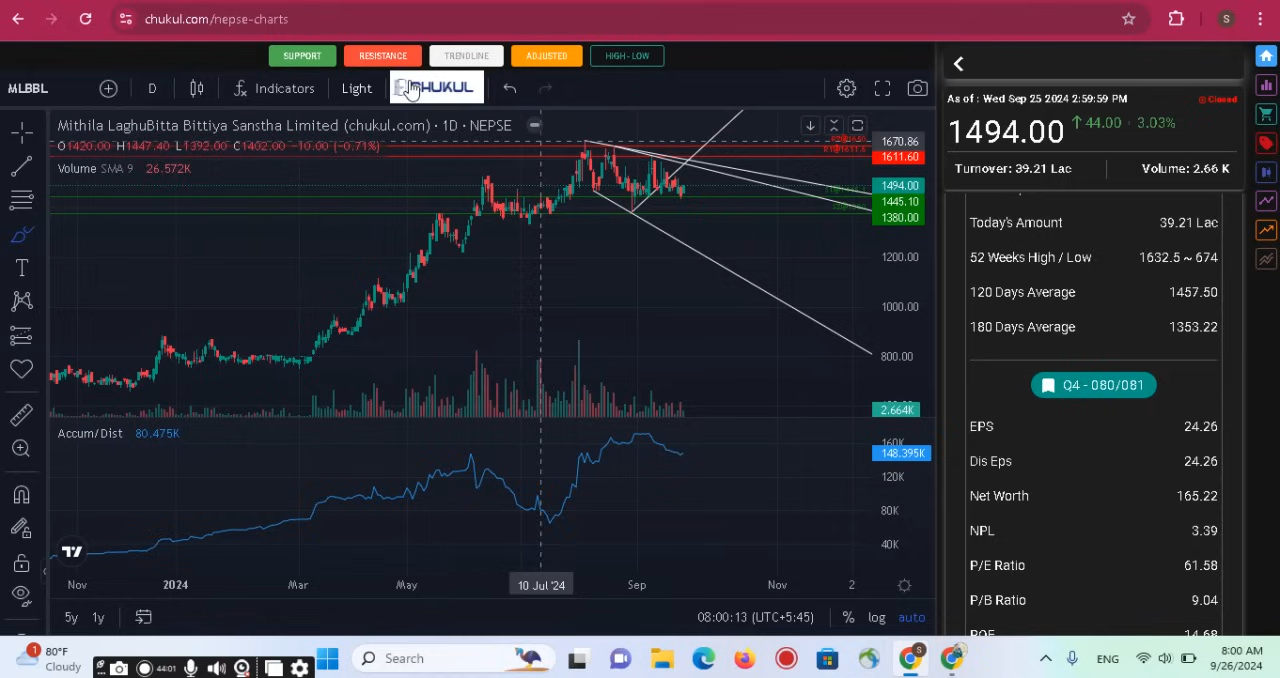 chukul.com/nepse-charts
S
SUPPORT RESISTANCE TRENDLINE ADJUSTED HIGH - LOW
MLBBL D Indicators Light CHUKUL
Mithila LaghuBitta Bittiya Sanstha Limited (chukul.com) · 1D · NEPSE
O1420.00 H1447.40 L1392.00 C1402.00 −10.00 (−0.71%)
Volume SMA 9 26.572K
1670.86
1611.60
1494.00
1445.10
1380.00
1200.00
1000.00
800.00
2.664K
Accum/Dist 80.475K
160K
148.395K
120K
80K
40K
Nov 2024 Mar May 10 Jul '24 Sep Nov 2
5y 1y 08:00:13 (UTC+5:45) % log auto
As of : Wed Sep 25 2024 2:59:59 PM Closed
1494.00 ↑ 44.00 · 3.03%
Turnover: 39.21 Lac Volume: 2.66 K
Today's Amount 39.21 Lac
52 Weeks High / Low 1632.5 ~ 674
120 Days Average 1457.50
180 Days Average 1353.22
Q4 - 080/081
EPS 24.26
Dis Eps 24.26
Net Worth 165.22
NPL 3.39
P/E Ratio 61.58
P/B Ratio 9.04
ROE 14.68
1 80°F
Cloudy
44:01
Search
S
ENG
8:00 AM
9/26/2024